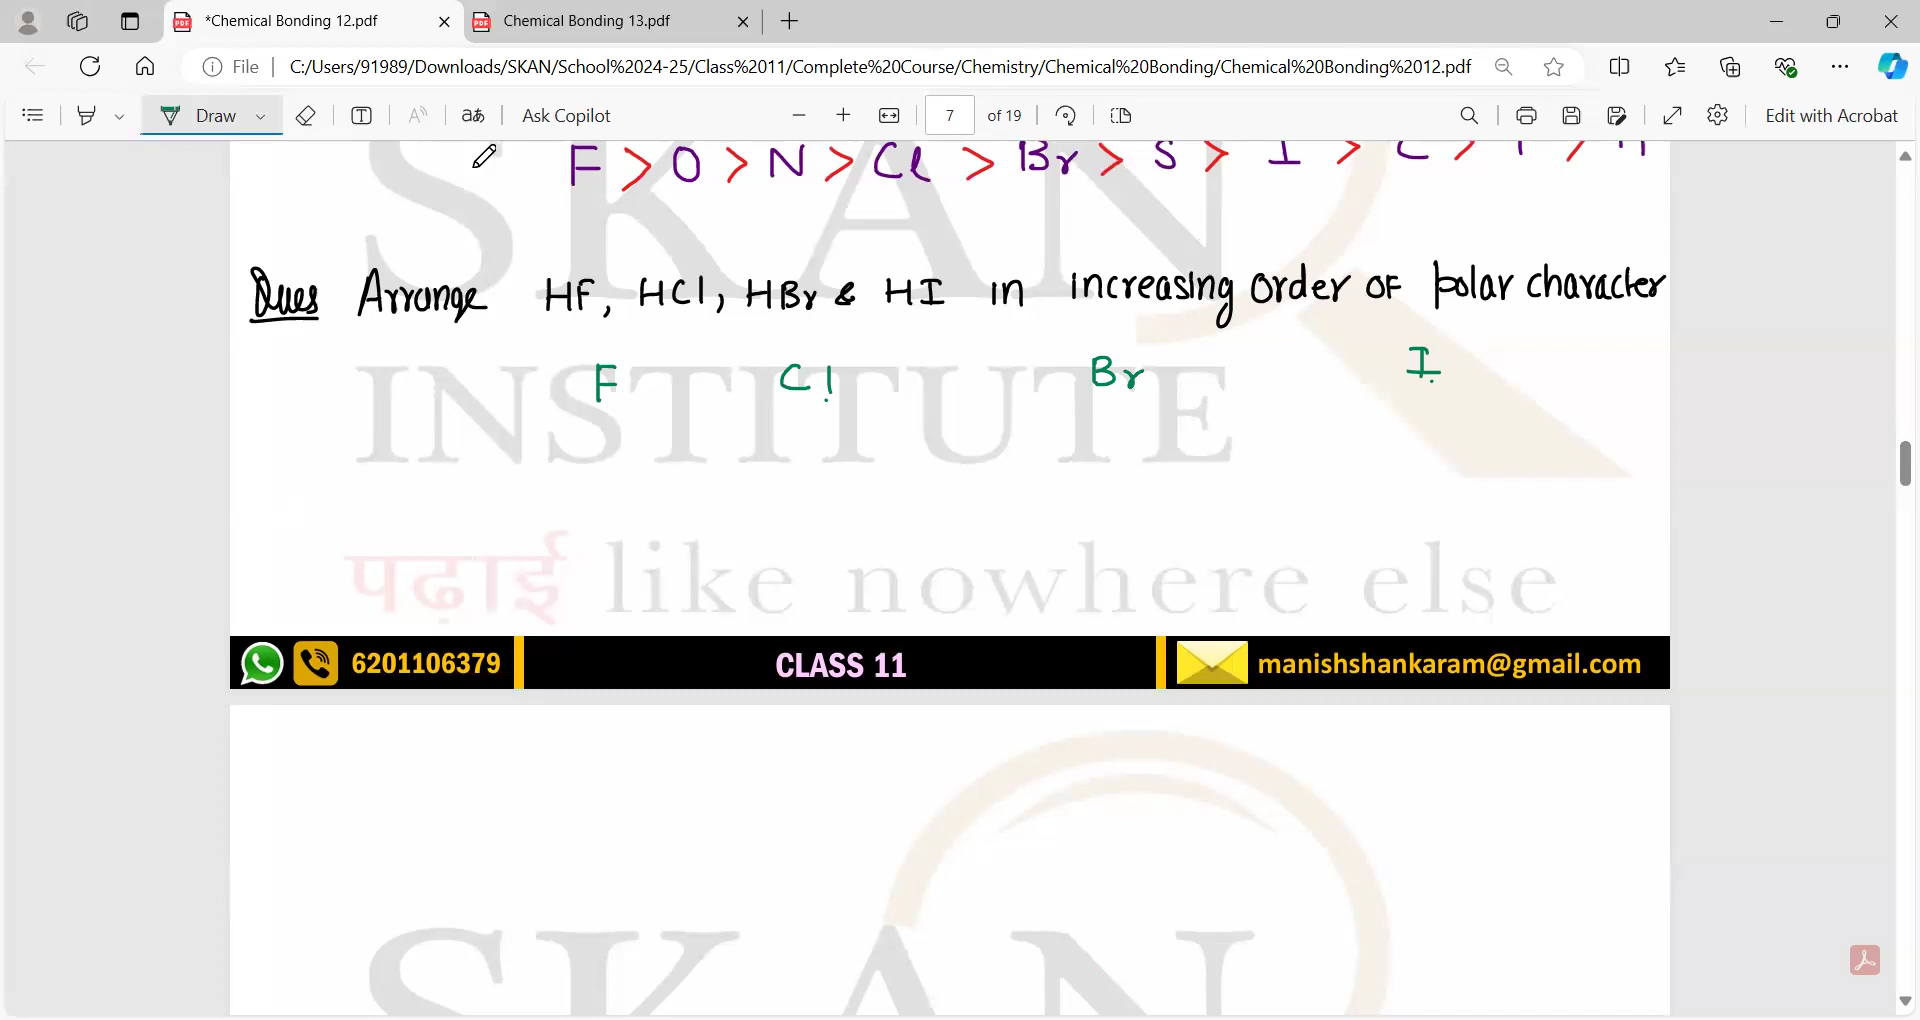 *Chemical Bonding 12.pdf
Chemical Bonding 13.pdf
File
C:/Users/91989/Downloads/SKAN/School%2024-25/Class%2011/Complete%20Course/Chemistry/Chemical%20Bonding/Chemical%20Bonding%2012.pdf
Draw
aあ
Ask Copilot
7 of 19
Edit with Acrobat
F > O > N > Cl > Br > S > I > C > >
SKAN
Ques Arrange HF, HCl, HBr & HI in increasing order of polar character
F Cl Br I
INSTITUTE
पढ़ाई like nowhere else
6201106379
CLASS 11
manishshankaram@gmail.com
SKAN